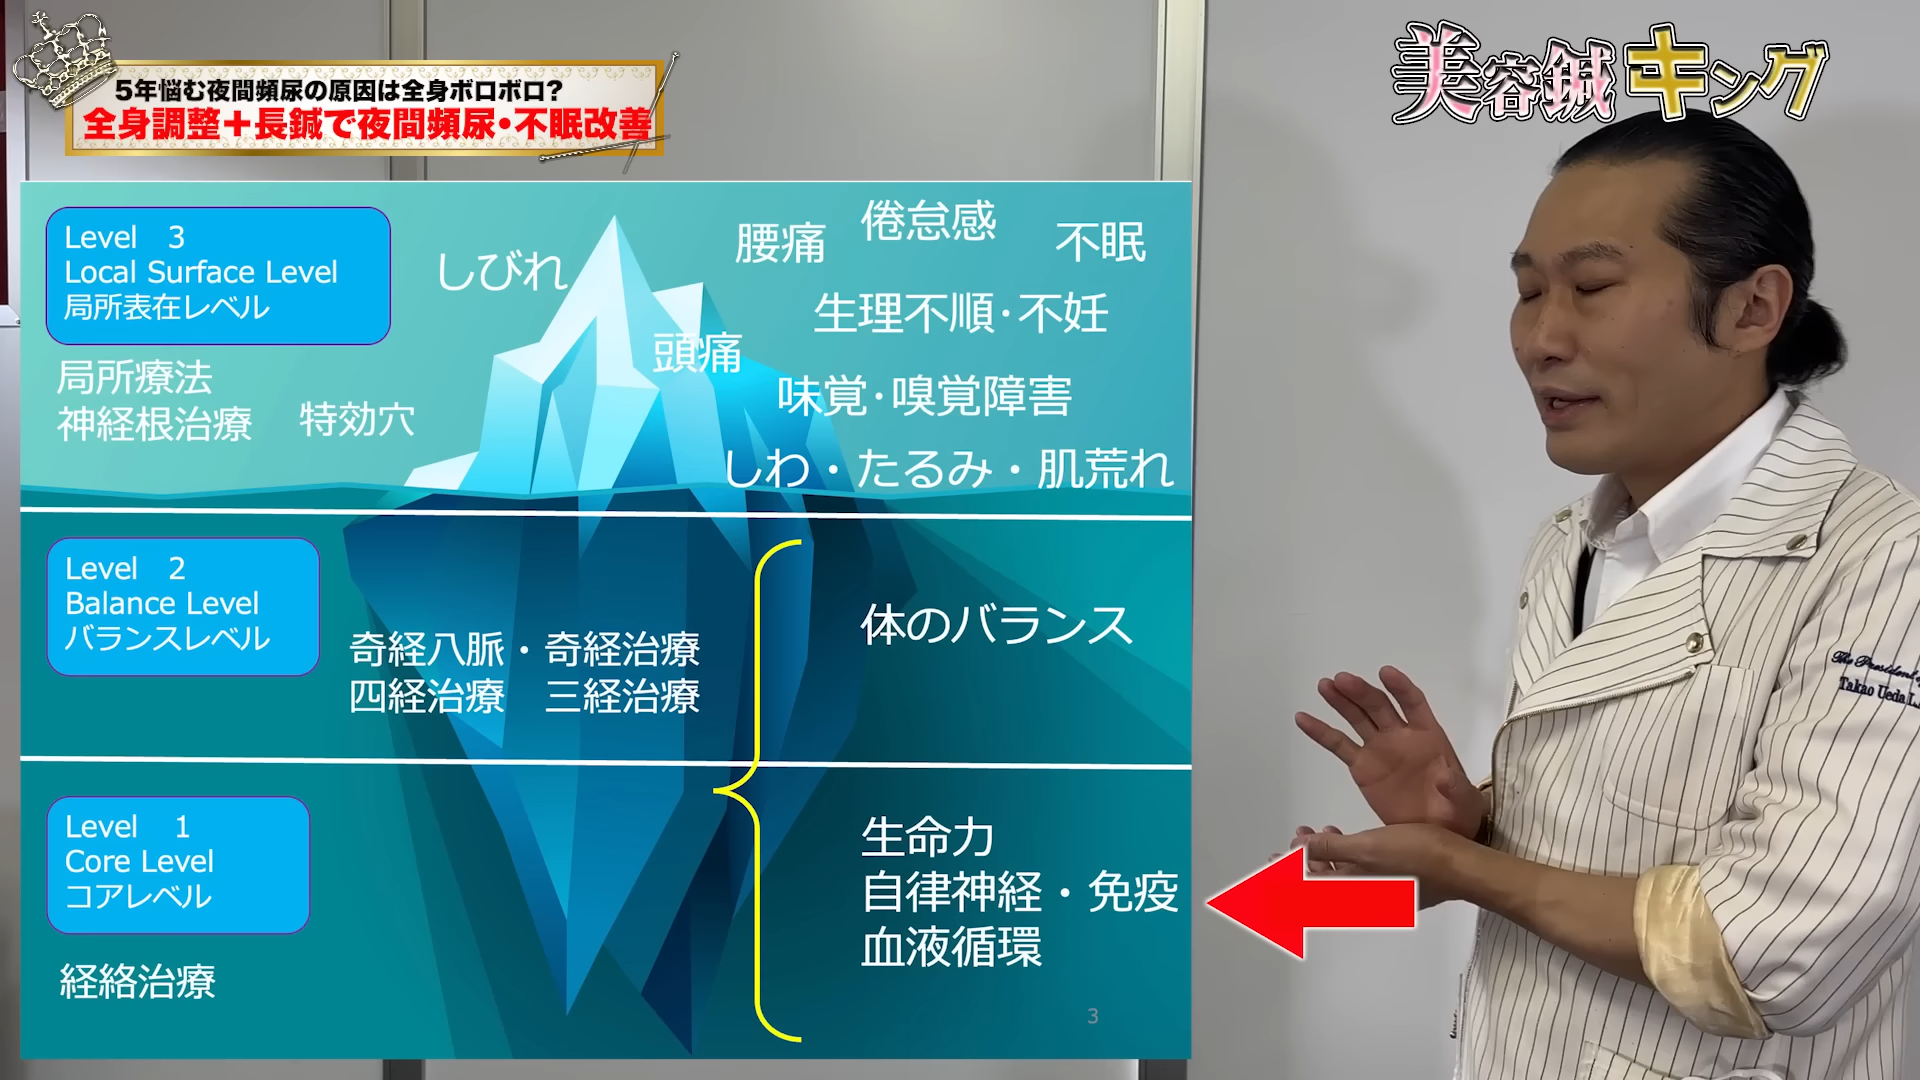 5年悩む夜間頻尿の原因は全身ボロボロ?
全身調整＋長鍼で夜間頻尿・不眠改善
美容鍼キング
Level 3
Local Surface Level
局所表在レベル
局所療法
神経根治療 特効穴
しびれ
頭痛
腰痛
倦怠感
不眠
生理不順・不妊
味覚・嗅覚障害
しわ・たるみ・肌荒れ
Level 2
Balance Level
バランスレベル
奇経八脈・奇経治療
四経治療 三経治療
体のバランス
Level 1
Core Level
コアレベル
経絡治療
生命力
自律神経・免疫
血液循環
3
The President
Takao Ueda